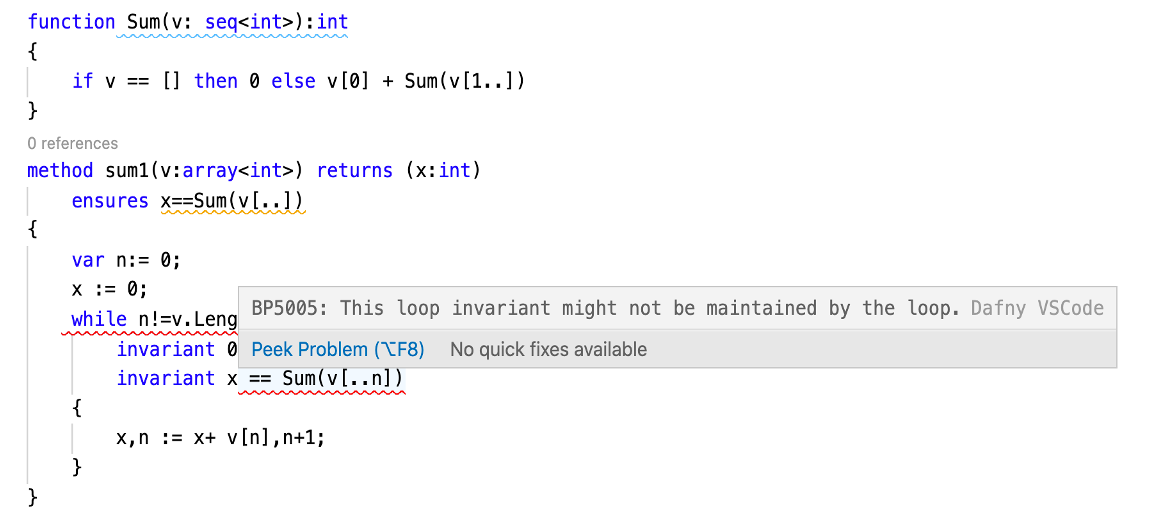 function Sum(v: seq<int>):int
{
if v == [] then 0 else v[0] + Sum(v[1..])
}
0 references
method sum1(v:array<int>) returns (x:int)
ensures x==Sum(v[..])
{
var n:= 0;
x := 0;
BP5005: This loop invariant might not be maintained by the loop. Dafny VSCode
while n!=v.Leng
Peek Problem (⌥F8) No quick fixes available
invariant 0
invariant x == Sum(v[..n])
{
x,n := x+ v[n],n+1;
}
}